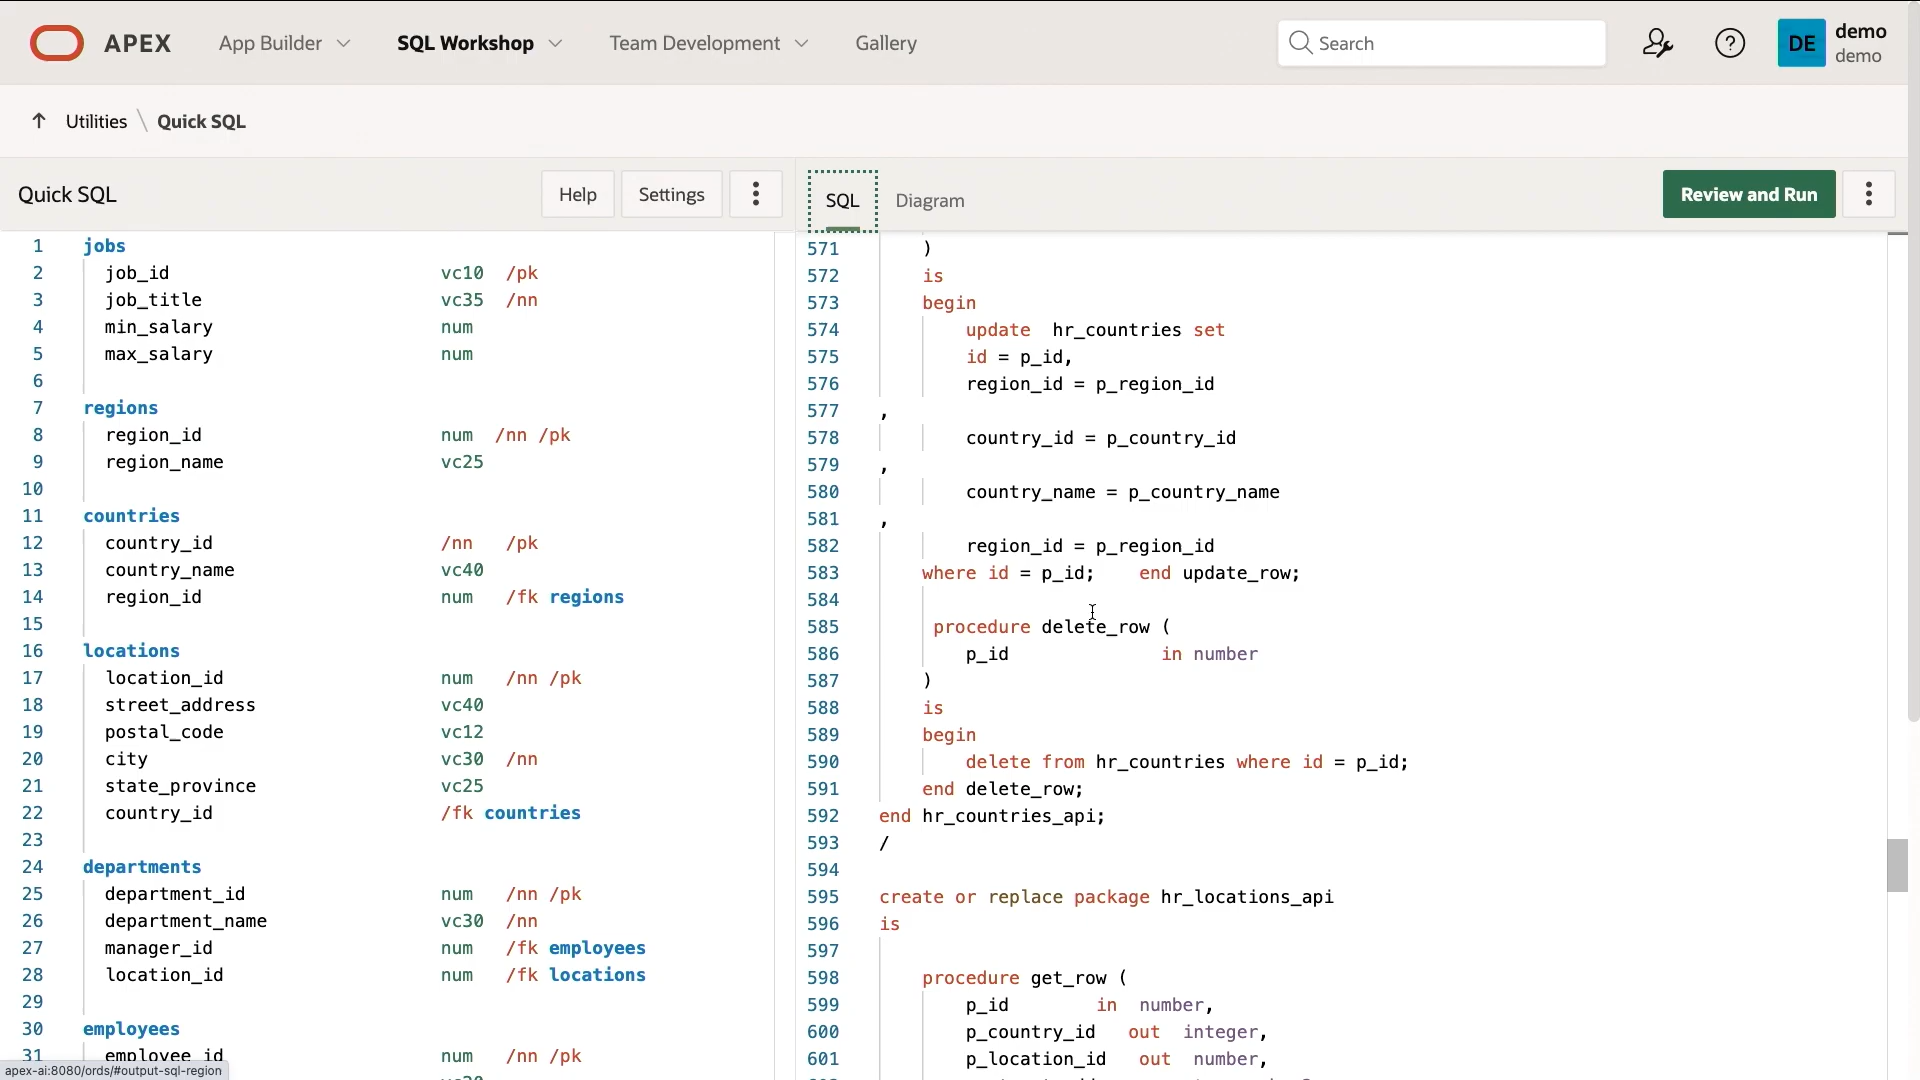 APEX App Builder SQL Workshop Team Development Gallery Search DE demo
demo
Utilities \ Quick SQL
Quick SQL Help Settings SQL Diagram Review and Run
1 jobs
2 job_id vc10 /pk
3 job_title vc35 /nn
4 min_salary num
5 max_salary num
6
7 regions
8 region_id num /nn /pk
9 region_name vc25
10
11 countries
12 country_id /nn /pk
13 country_name vc40
14 region_id num /fk regions
15
16 locations
17 location_id num /nn /pk
18 street_address vc40
19 postal_code vc12
20 city vc30 /nn
21 state_province vc25
22 country_id /fk countries
23
24 departments
25 department_id num /nn /pk
26 department_name vc30 /nn
27 manager_id num /fk employees
28 location_id num /fk locations
29
30 employees
31 employee_id num /nn /pk
571 )
572 is
573 begin
574 update hr_countries set
575 id = p_id,
576 region_id = p_region_id
577 ,
578 country_id = p_country_id
579 ,
580 country_name = p_country_name
581 ,
582 region_id = p_region_id
583 where id = p_id; end update_row;
584
585 procedure delete_row (
586 p_id in number
587 )
588 is
589 begin
590 delete from hr_countries where id = p_id;
591 end delete_row;
592 end hr_countries_api;
593 /
594
595 create or replace package hr_locations_api
596 is
597
598 procedure get_row (
599 p_id in number,
600 p_country_id out integer,
601 p_location_id out number,
apex-ai:8080/ords/#output-sql-region